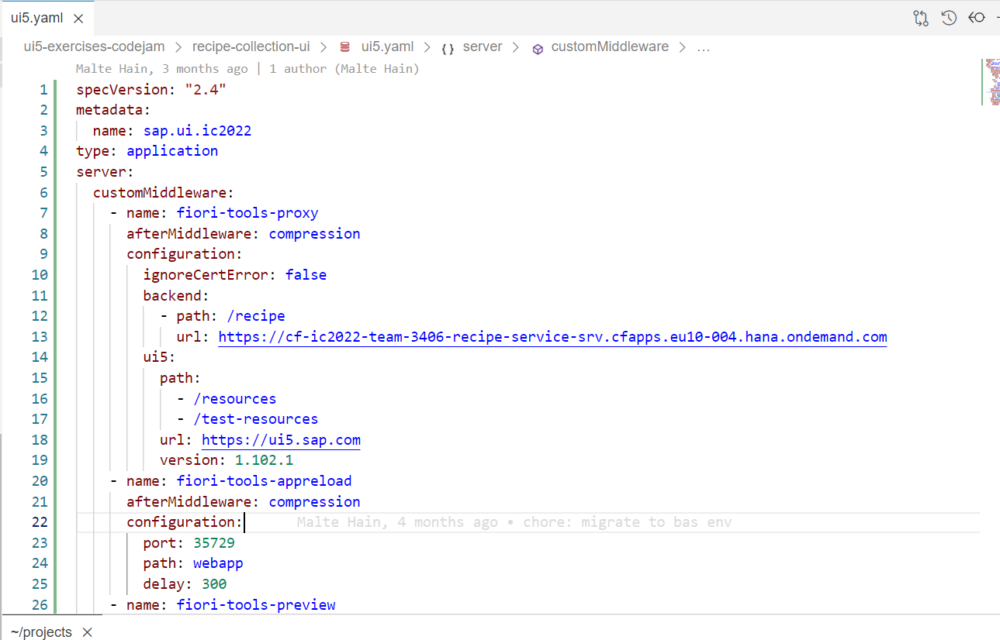 ui5.yaml
ui5-exercises-codejam > recipe-collection-ui > ui5.yaml > {} server > customMiddleware > ...
Malte Hain, 3 months ago | 1 author (Malte Hain)
1 specVersion: "2.4"
2 metadata:
3 name: sap.ui.ic2022
4 type: application
5 server:
6 customMiddleware:
7 - name: fiori-tools-proxy
8 afterMiddleware: compression
9 configuration:
10 ignoreCertError: false
11 backend:
12 - path: /recipe
13 url: https://cf-ic2022-team-3406-recipe-service-srv.cfapps.eu10-004.hana.ondemand.com
14 ui5:
15 path:
16 - /resources
17 - /test-resources
18 url: https://ui5.sap.com
19 version: 1.102.1
20 - name: fiori-tools-appreload
21 afterMiddleware: compression
22 configuration: Malte Hain, 4 months ago • chore: migrate to bas env
23 port: 35729
24 path: webapp
25 delay: 300
26 - name: fiori-tools-preview
~/projects